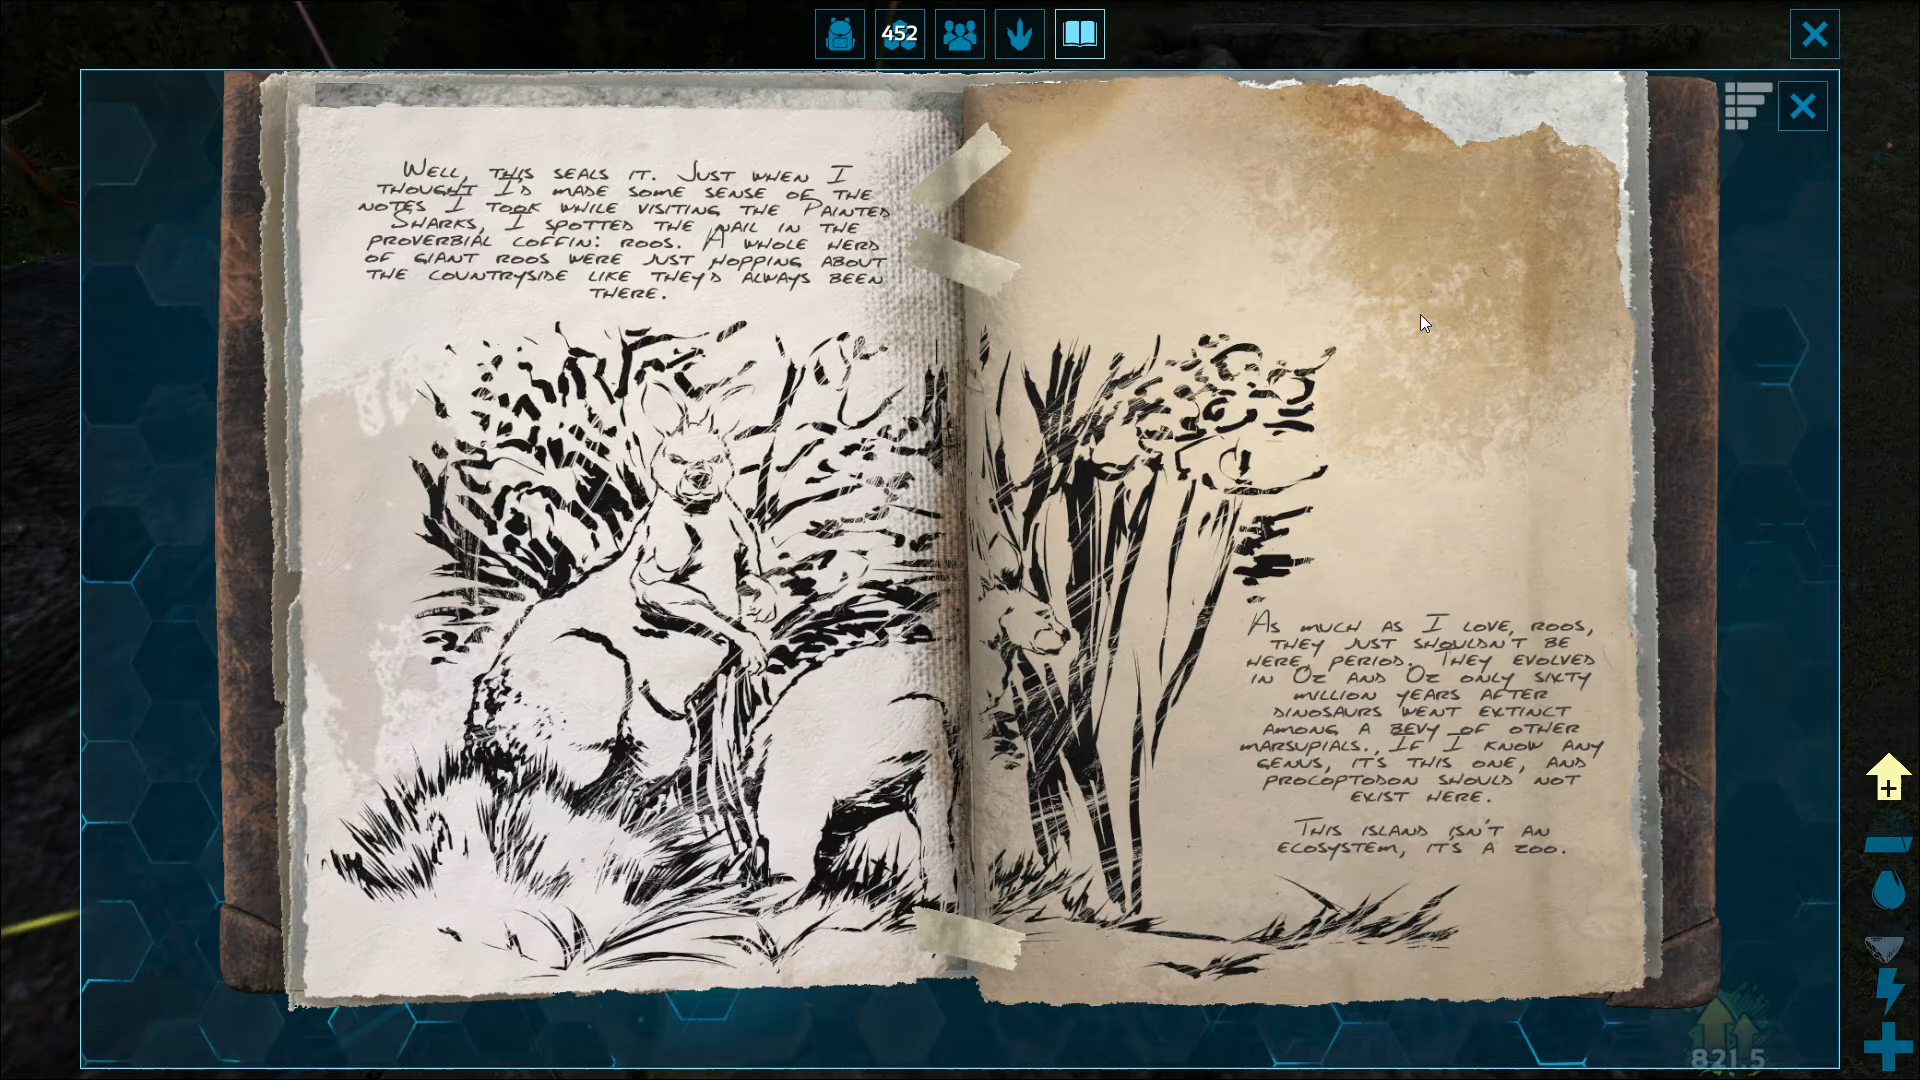 452
WELL, THIS SEALS IT. JUST WHEN I
THOUGHT I'D MADE SOME SENSE OF THE
NOTES I TOOK WHILE VISITING THE PAINTED
SHARKS, I SPOTTED THE NAIL IN THE
PROVERBIAL COFFIN: ROOS. A WHOLE HERD
OF GIANT ROOS WERE JUST HOPPING ABOUT
THE COUNTRYSIDE LIKE THEY'D ALWAYS BEEN
THERE.
AS MUCH AS I LOVE ROOS,
THEY JUST SHOULDN'T BE
HERE, PERIOD. THEY EVOLVED
IN OZ AND OZ ONLY SIXTY
MILLION YEARS AFTER
DINOSAURS WENT EXTINCT
AMONG A BEVY OF OTHER
MARSUPIALS. IF I KNOW ANY
GENUS, IT'S THIS ONE, AND
PROCOPTODON SHOULD NOT
EXIST HERE.
THIS ISLAND ISN'T AN
ECOSYSTEM, IT'S A ZOO.
821.5